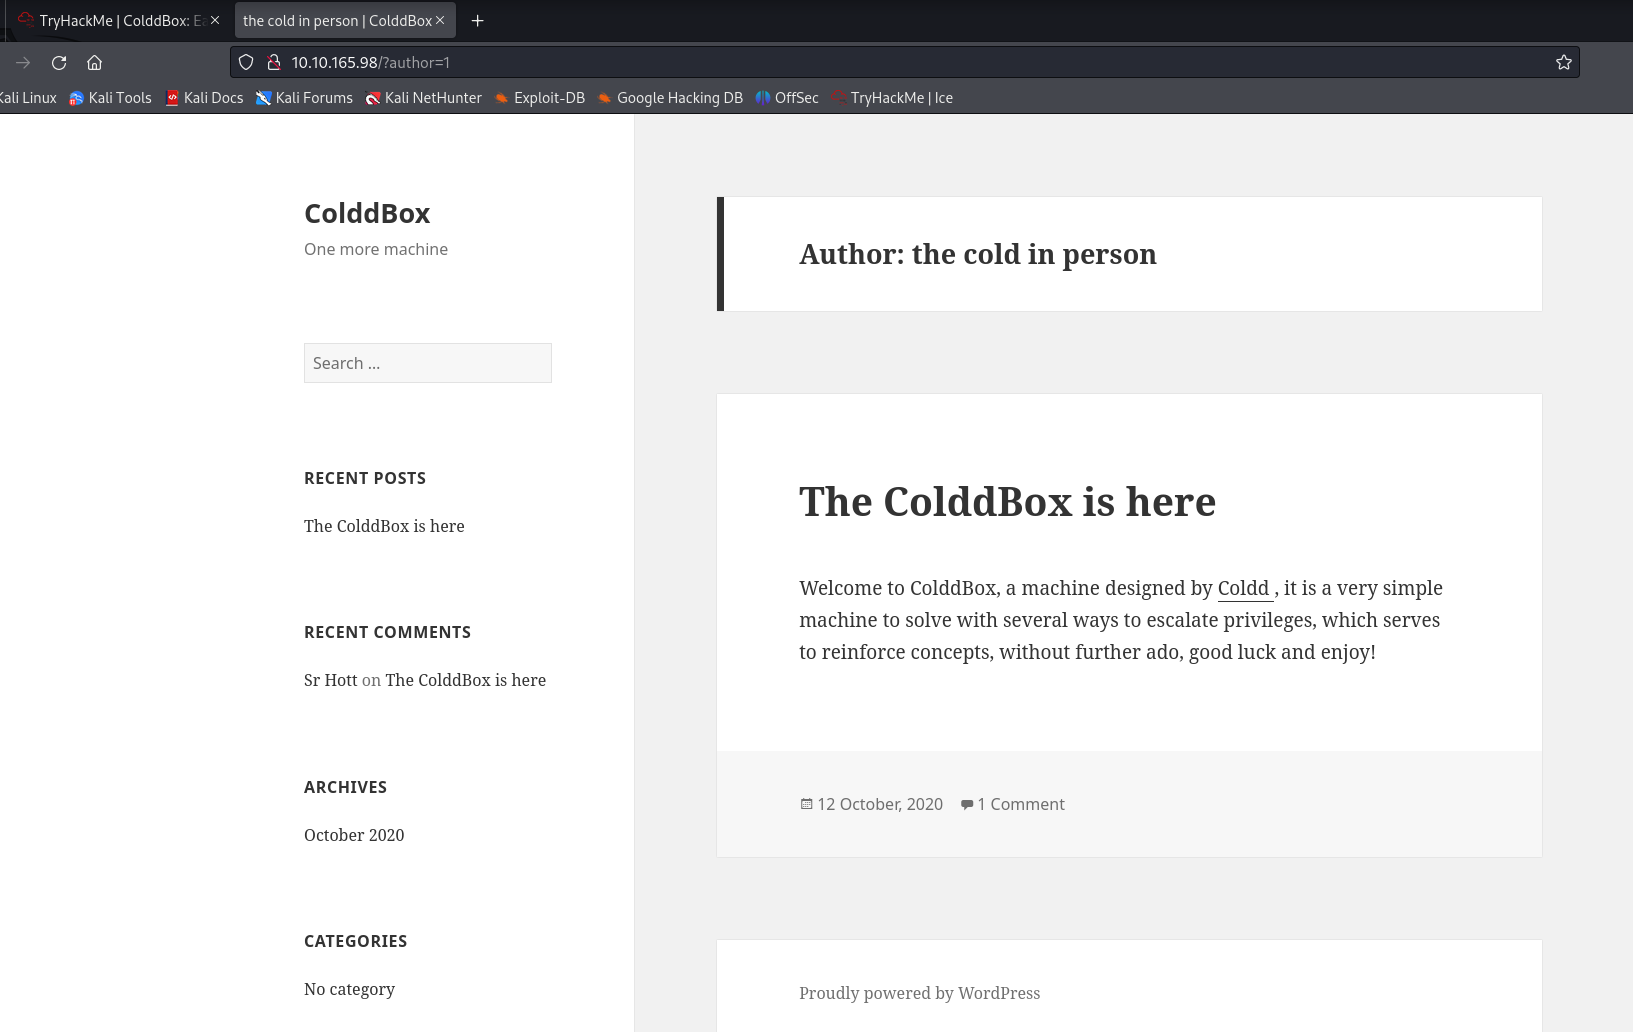 TryHackMe | ColddBox: Ea
the cold in person | ColddBox
10.10.165.98/?author=1
Kali Linux
Kali Tools
Kali Docs
Kali Forums
Kali NetHunter
Exploit-DB
Google Hacking DB
OffSec
TryHackMe | Ice
ColddBox
One more machine
Search ...
RECENT POSTS
The ColddBox is here
RECENT COMMENTS
Sr Hott on The ColddBox is here
ARCHIVES
October 2020
CATEGORIES
No category
Author: the cold in person
The ColddBox is here
Welcome to ColddBox, a machine designed by Coldd , it is a very simple
machine to solve with several ways to escalate privileges, which serves
to reinforce concepts, without further ado, good luck and enjoy!
12 October, 2020
1 Comment
Proudly powered by WordPress